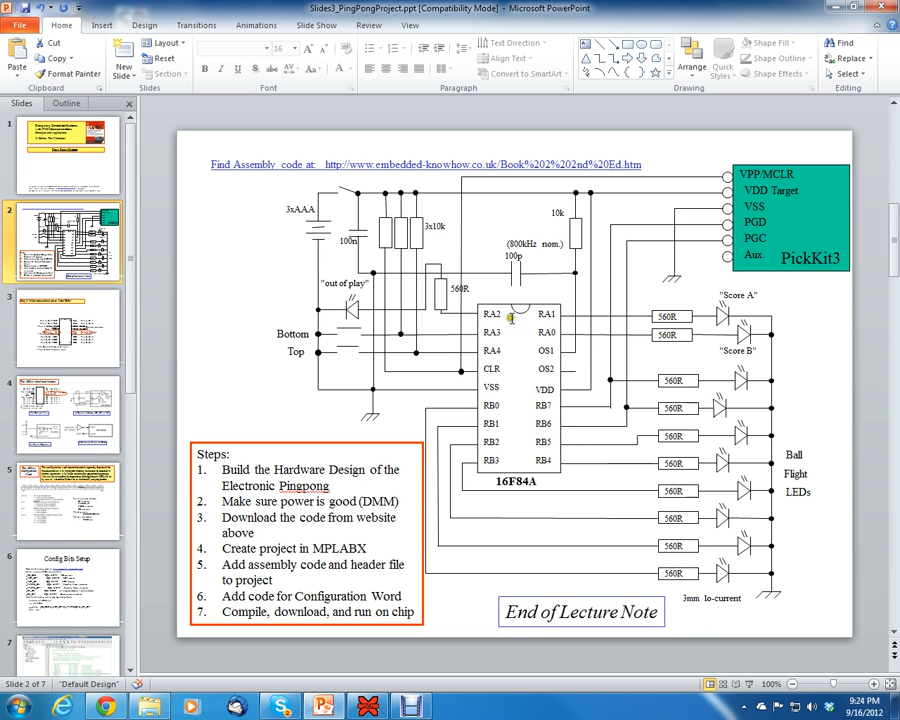 Slides3_PingPongProject.ppt [Compatibility Mode] - Microsoft PowerPoint
File Home Insert Design Transitions Animations Slide Show Review View
Paste
Cut
Copy
Format Painter
Clipboard
New Slide
Layout
Reset
Section
Slides
16
Font
Paragraph
Text Direction
Align Text
Convert to SmartArt
Arrange
Quick Styles
Shape Fill
Shape Outline
Shape Effects
Drawing
Find
Replace
Select
Editing
Slides Outline
1
2
3
4
5
6
Config Bits Setup
7
Find Assembly code at: http://www.embedded-knowhow.co.uk/Book%202%202nd%20Ed.htm
VPP/MCLR
VDD Target
VSS
PGD
PGC
Aux.
PickKit3
3xAAA
100n
3x10k
10k
(800kHz nom.)
100p
"out of play"
560R
Bottom
Top
RA2 RA1
RA3 RA0
RA4 OS1
CLR OS2
VSS VDD
RB0 RB7
RB1 RB6
RB2 RB5
RB3 RB4
16F84A
"Score A"
560R
560R
"Score B"
560R
560R
560R
560R
560R
560R
560R
560R
Ball
Flight
LEDs
3mm lo-current
Steps:
1. Build the Hardware Design of the
Electronic Pingpong
2. Make sure power is good (DMM)
3. Download the code from website
above
4. Create project in MPLABX
5. Add assembly code and header file
to project
6. Add code for Configuration Word
7. Compile, download, and run on chip
End of Lecture Note
Slide 2 of 7
"Default Design"
100%
9:24 PM
9/16/2012